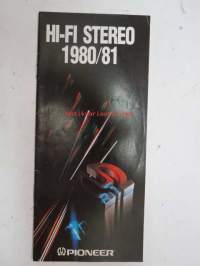 HI-FI STEREO
1980/81
PIONEER